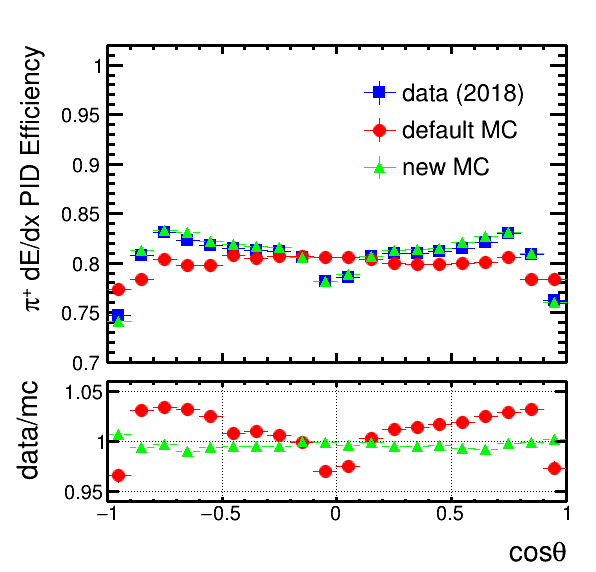 π⁺ dE/dx PID Efficiency
1
0.95
0.9
0.85
0.8
0.75
0.7
data (2018)
default MC
new MC
data/mc
1.05
1
0.95
−1
−0.5
0
0.5
1
cosθ